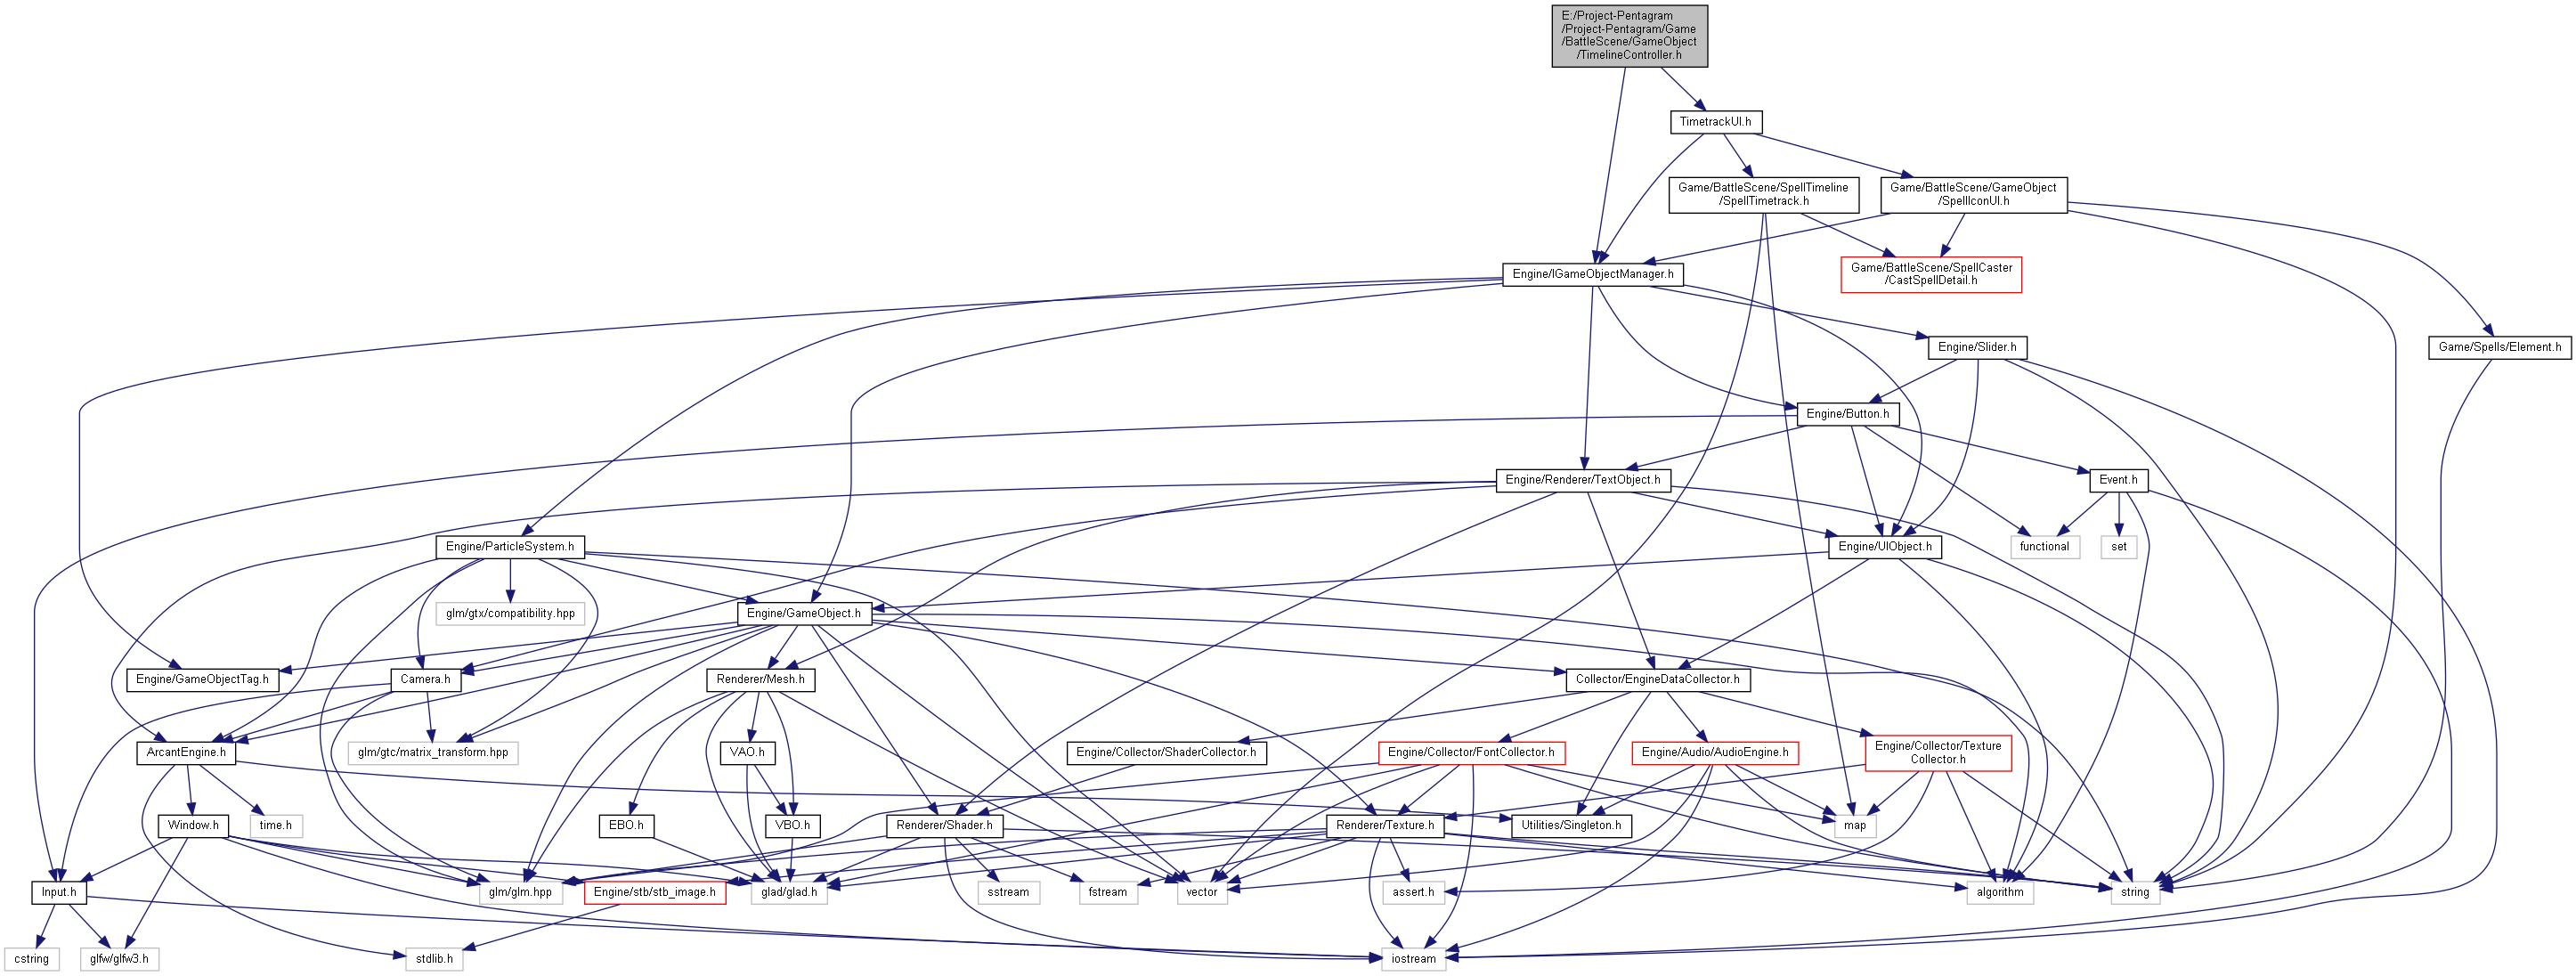 E:/Project-Pentagram
/Project-Pentagram/Game
/BattleScene/GameObject
/TimelineController.h
TimetrackUI.h
Game/BattleScene/SpellTimeline
/SpellTimetrack.h
Game/BattleScene/GameObject
/SpellIconUI.h
Engine/IGameObjectManager.h
Game/BattleScene/SpellCaster
/CastSpellDetail.h
Engine/Slider.h
Game/Spells/Element.h
Engine/Button.h
Engine/Renderer/TextObject.h
Event.h
Engine/ParticleSystem.h
Engine/UIObject.h
functional
set
glm/gtx/compatibility.hpp
Engine/GameObject.h
Engine/GameObjectTag.h
Camera.h
Renderer/Mesh.h
Collector/EngineDataCollector.h
ArcantEngine.h
glm/gtc/matrix_transform.hpp
VAO.h
Engine/Collector/ShaderCollector.h
Engine/Collector/FontCollector.h
Engine/Audio/AudioEngine.h
Engine/Collector/Texture
Collector.h
Window.h
time.h
EBO.h
VBO.h
Renderer/Shader.h
Renderer/Texture.h
Utilities/Singleton.h
map
Input.h
glm/glm.hpp
Engine/stb/stb_image.h
glad/glad.h
sstream
fstream
vector
assert.h
algorithm
string
cstring
glfw/glfw3.h
stdlib.h
iostream